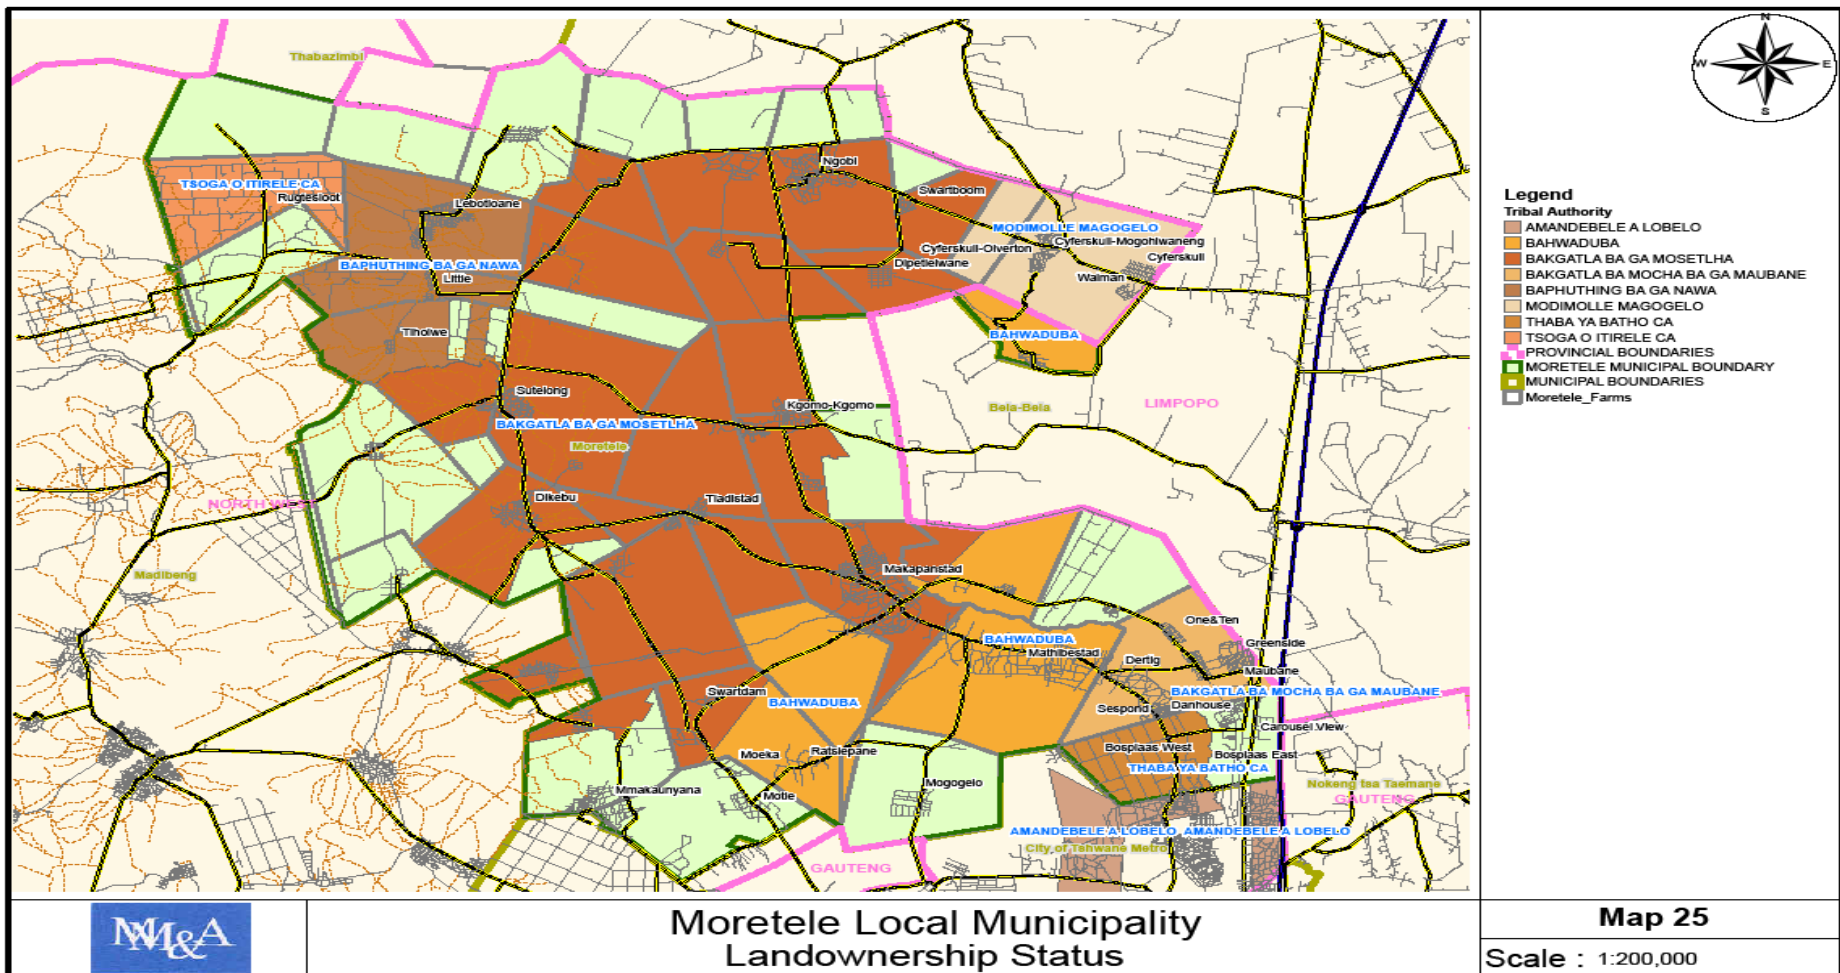 Thabazimbi
N
W
E
S
Ngobi
TSOGA O ITIRELE CA
Rugtesloot
Lebotloane
Swartboom
MODIMOLLE MAGOGELO
Cyferskuil-Mogohlwaneng
Cyferskuil-Olverton
Cyferskuil
Dipetlelwane
BAPHUTHING BA GA NAWA
Little
Walman
Tlholwe
BAHWADUBA
Sutelong
Kgomo-Kgomo
Bela-Bela
LIMPOPO
BAKGATLA BA GA MOSETLHA
Moretele
Dikebu
Tladistad
NORTH WEST
Madibeng
Makapanstad
One&Ten
BAHWADUBA
Greenside
Mathibestad
Dertig
Maubane
Swartdam
BAKGATLA BA MOCHA BA GA MAUBANE
BAHWADUBA
Sespond
Danhouse
Carousel View
Moeka
Ratsiepane
Bosplaas West
Bosplaas East
THABA YA BATHO CA
Mmakaunyana
Motle
Mogogelo
Nokeng tsa Taemane
GAUTENG
AMANDEBELE A LOBELO
AMANDEBELE A LOBELO
City of Tshwane Metro
GAUTENG
Legend
Tribal Authority
AMANDEBELE A LOBELO
BAHWADUBA
BAKGATLA BA GA MOSETLHA
BAKGATLA BA MOCHA BA GA MAUBANE
BAPHUTHING BA GA NAWA
MODIMOLLE MAGOGELO
THABA YA BATHO CA
TSOGA O ITIRELE CA
PROVINCIAL BOUNDARIES
MORETELE MUNICIPAL BOUNDARY
MUNICIPAL BOUNDARIES
Moretele_Farms
NM&A
Moretele Local Municipality
Landownership Status
Map 25
Scale : 1:200,000